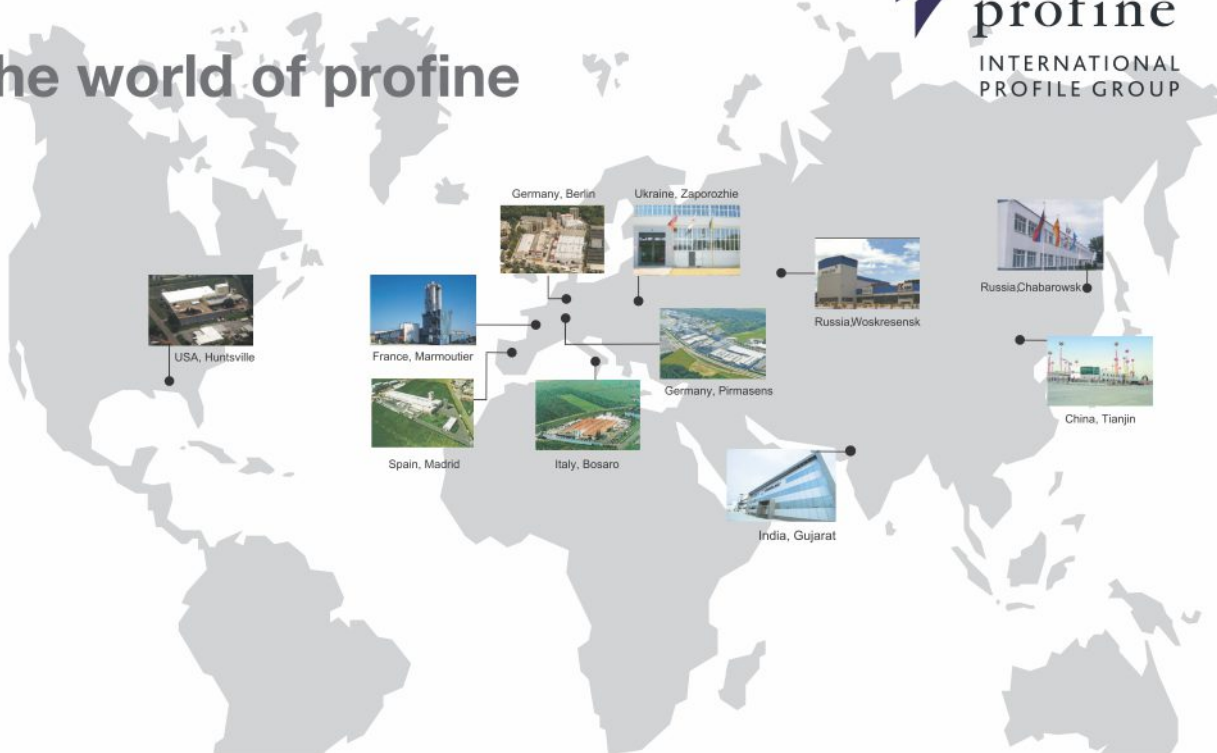 profine
INTERNATIONAL
PROFILE GROUP
he world of profine
Germany, Berlin
Ukraine, Zaporozhie
Russia,Chabarowsk
Russia,Woskresensk
USA, Huntsville
France, Marmoutier
Germany, Pirmasens
China, Tianjin
Spain, Madrid
Italy, Bosaro
India, Gujarat